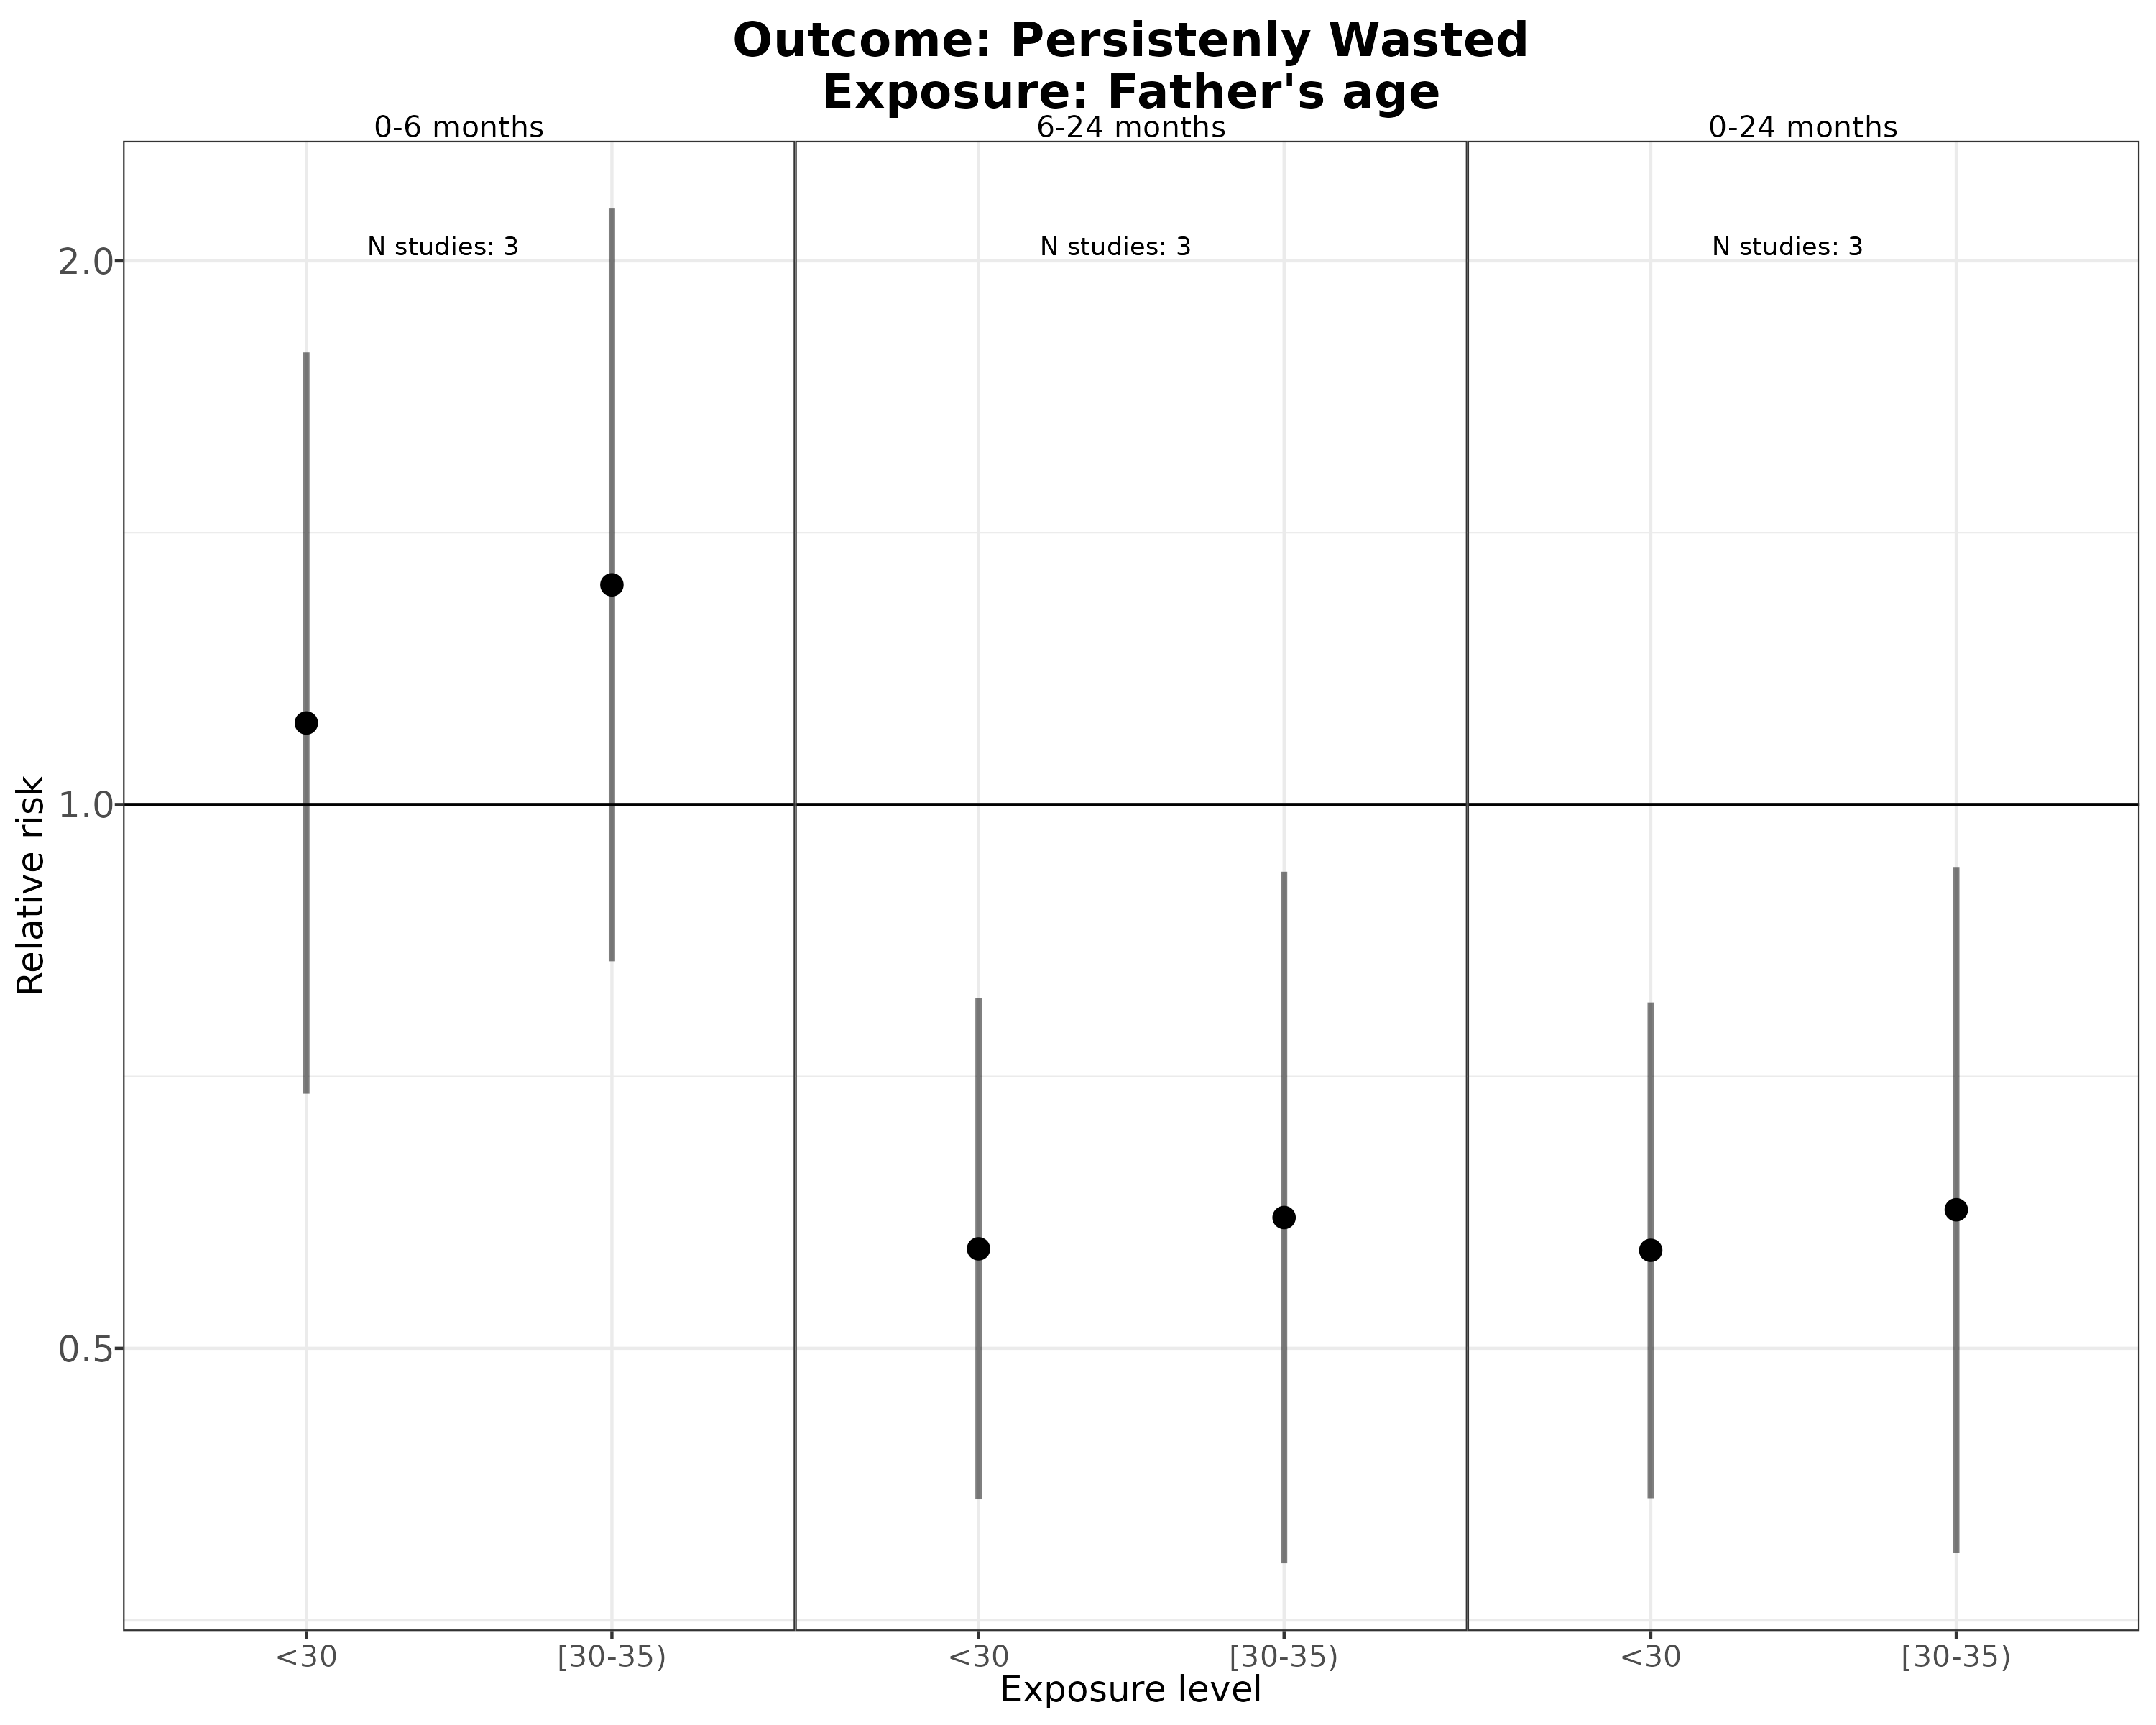 Outcome: Persistenly Wasted
Exposure: Father's age
0-6 months
6-24 months
0-24 months
N studies: 3
N studies: 3
N studies: 3
2.0
1.0
0.5
Relative risk
<30
[30-35)
<30
[30-35)
<30
[30-35)
Exposure level